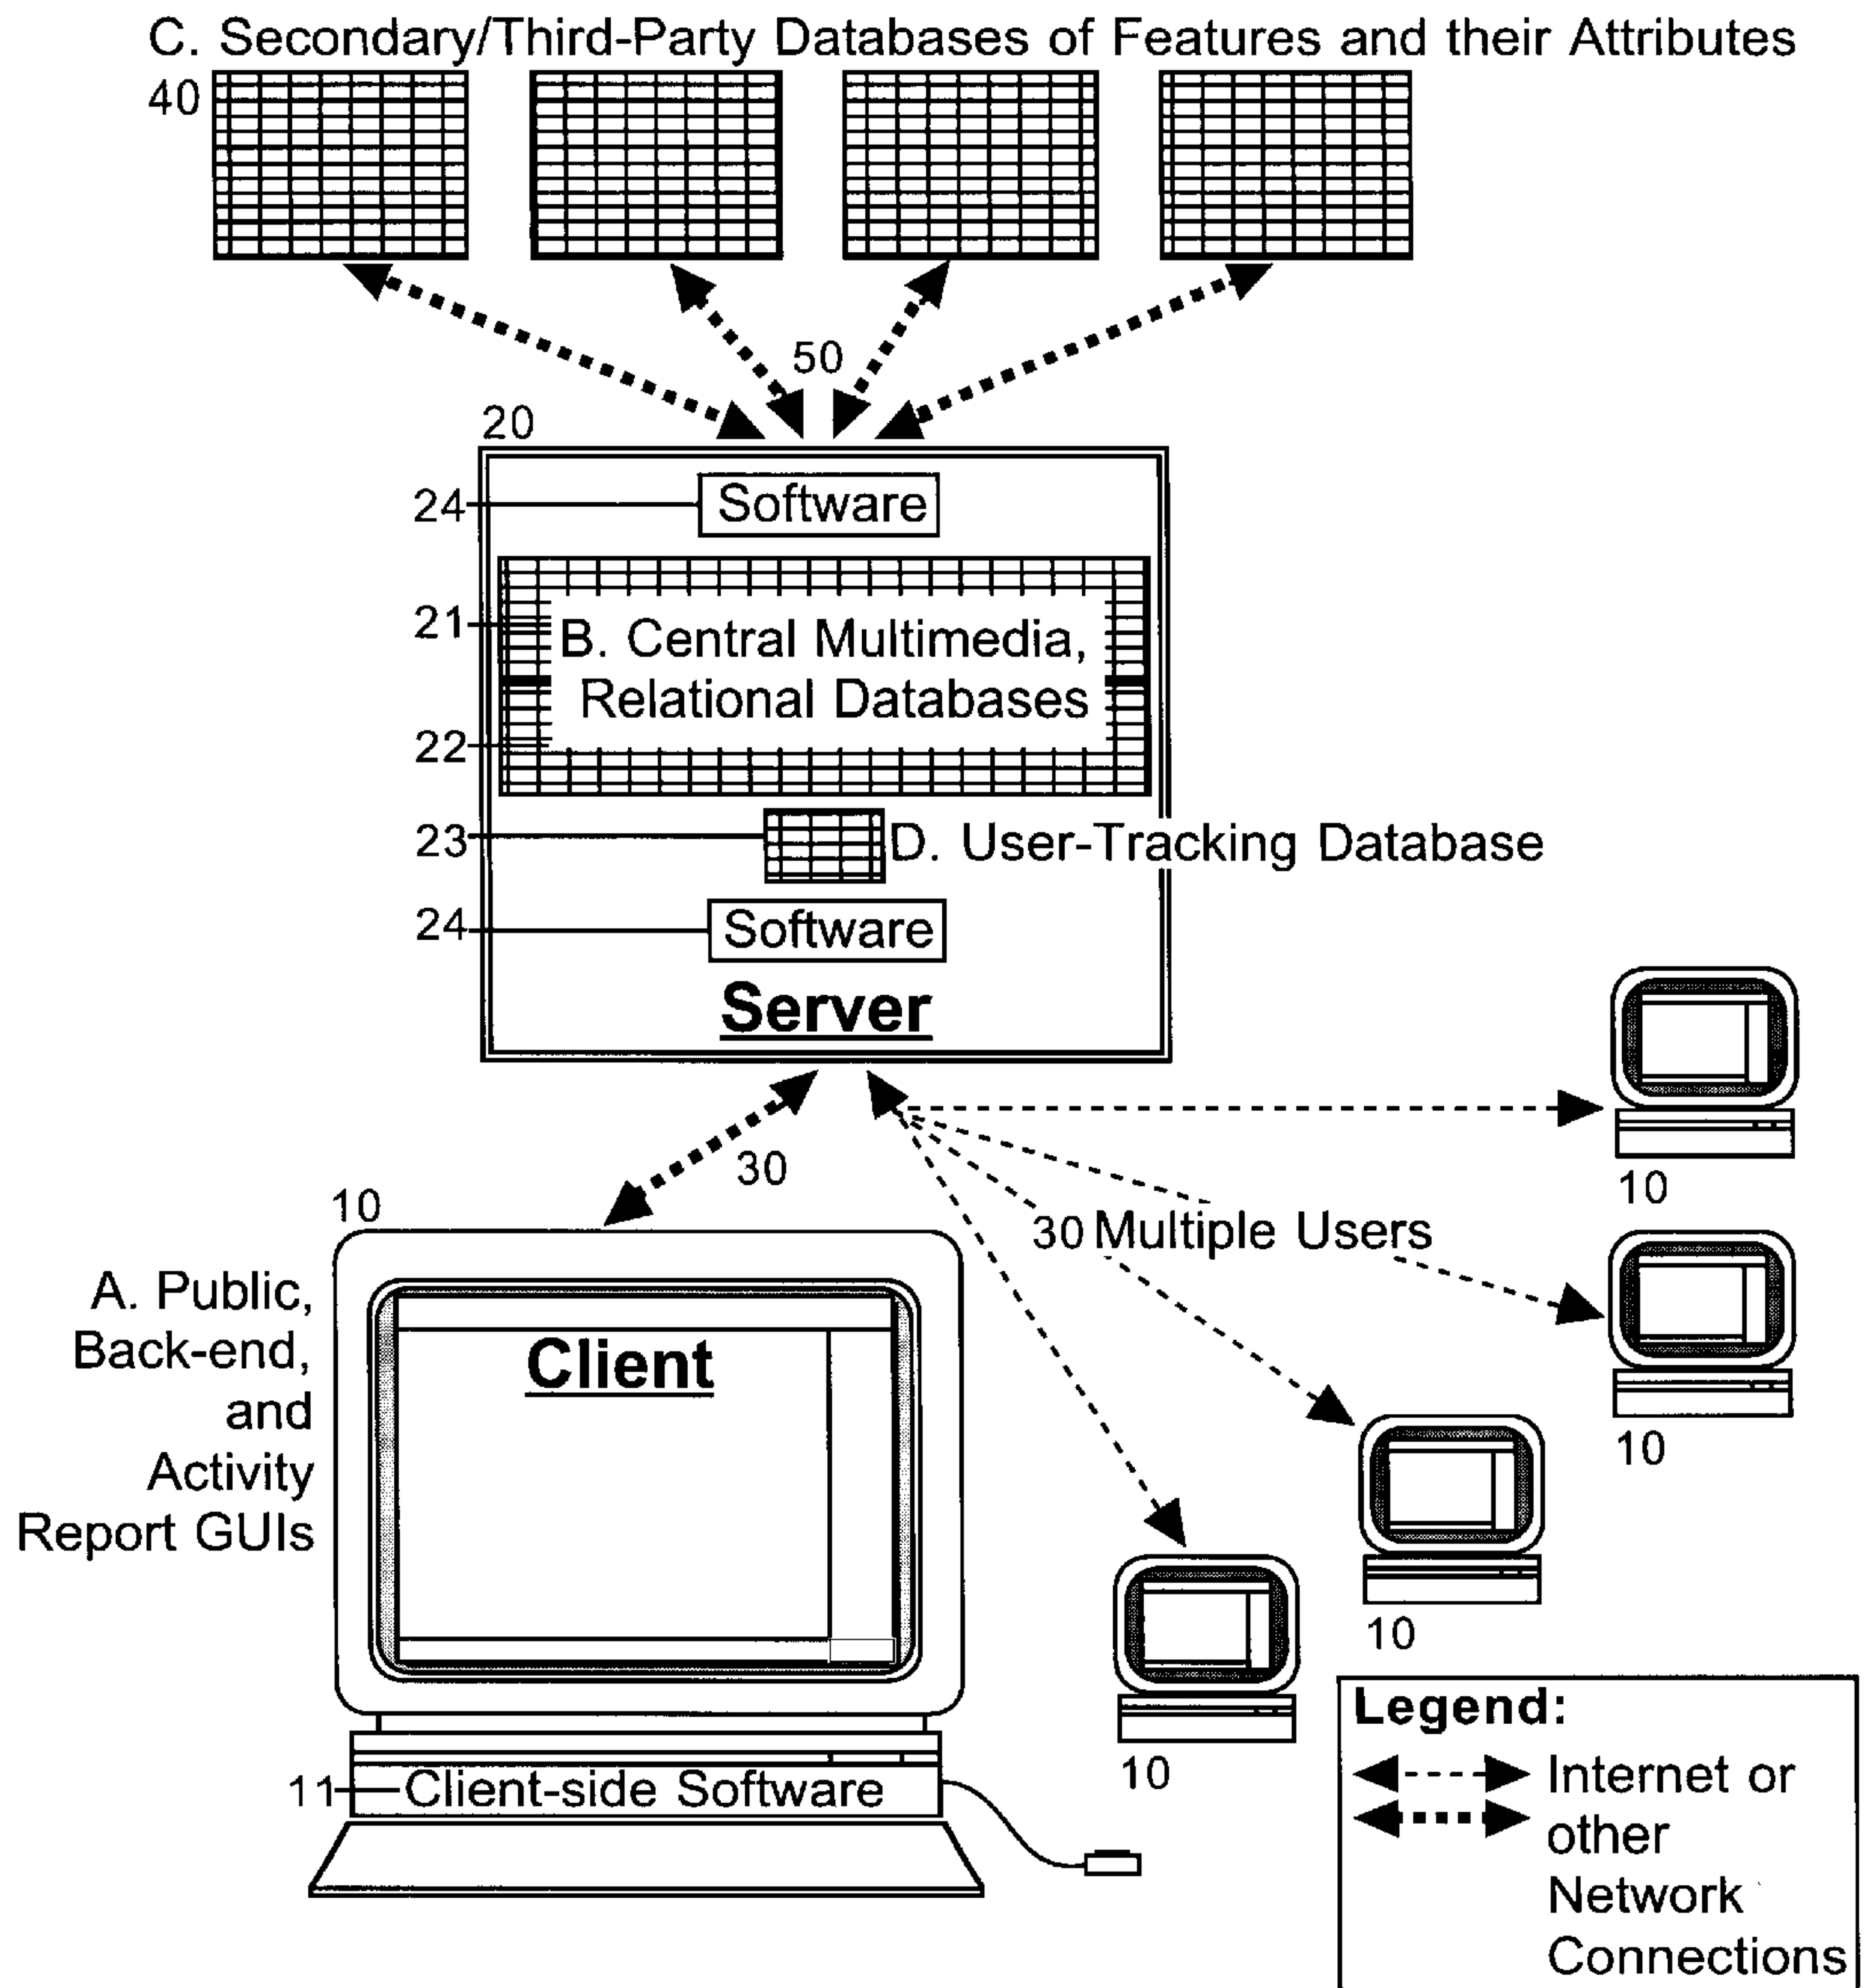 C. Secondary/Third-Party Databases of Features and their Attributes
40
50
20
24
Software
21
B. Central Multimedia,
Relational Databases
22
23
D. User-Tracking Database
24
Software
Server
30
10
10
30 Multiple Users
A. Public,
Back-end,
and
Activity
Report GUIs
Client
10
10
10
11
Client-side Software
Legend:
Internet or
other
Network
Connections